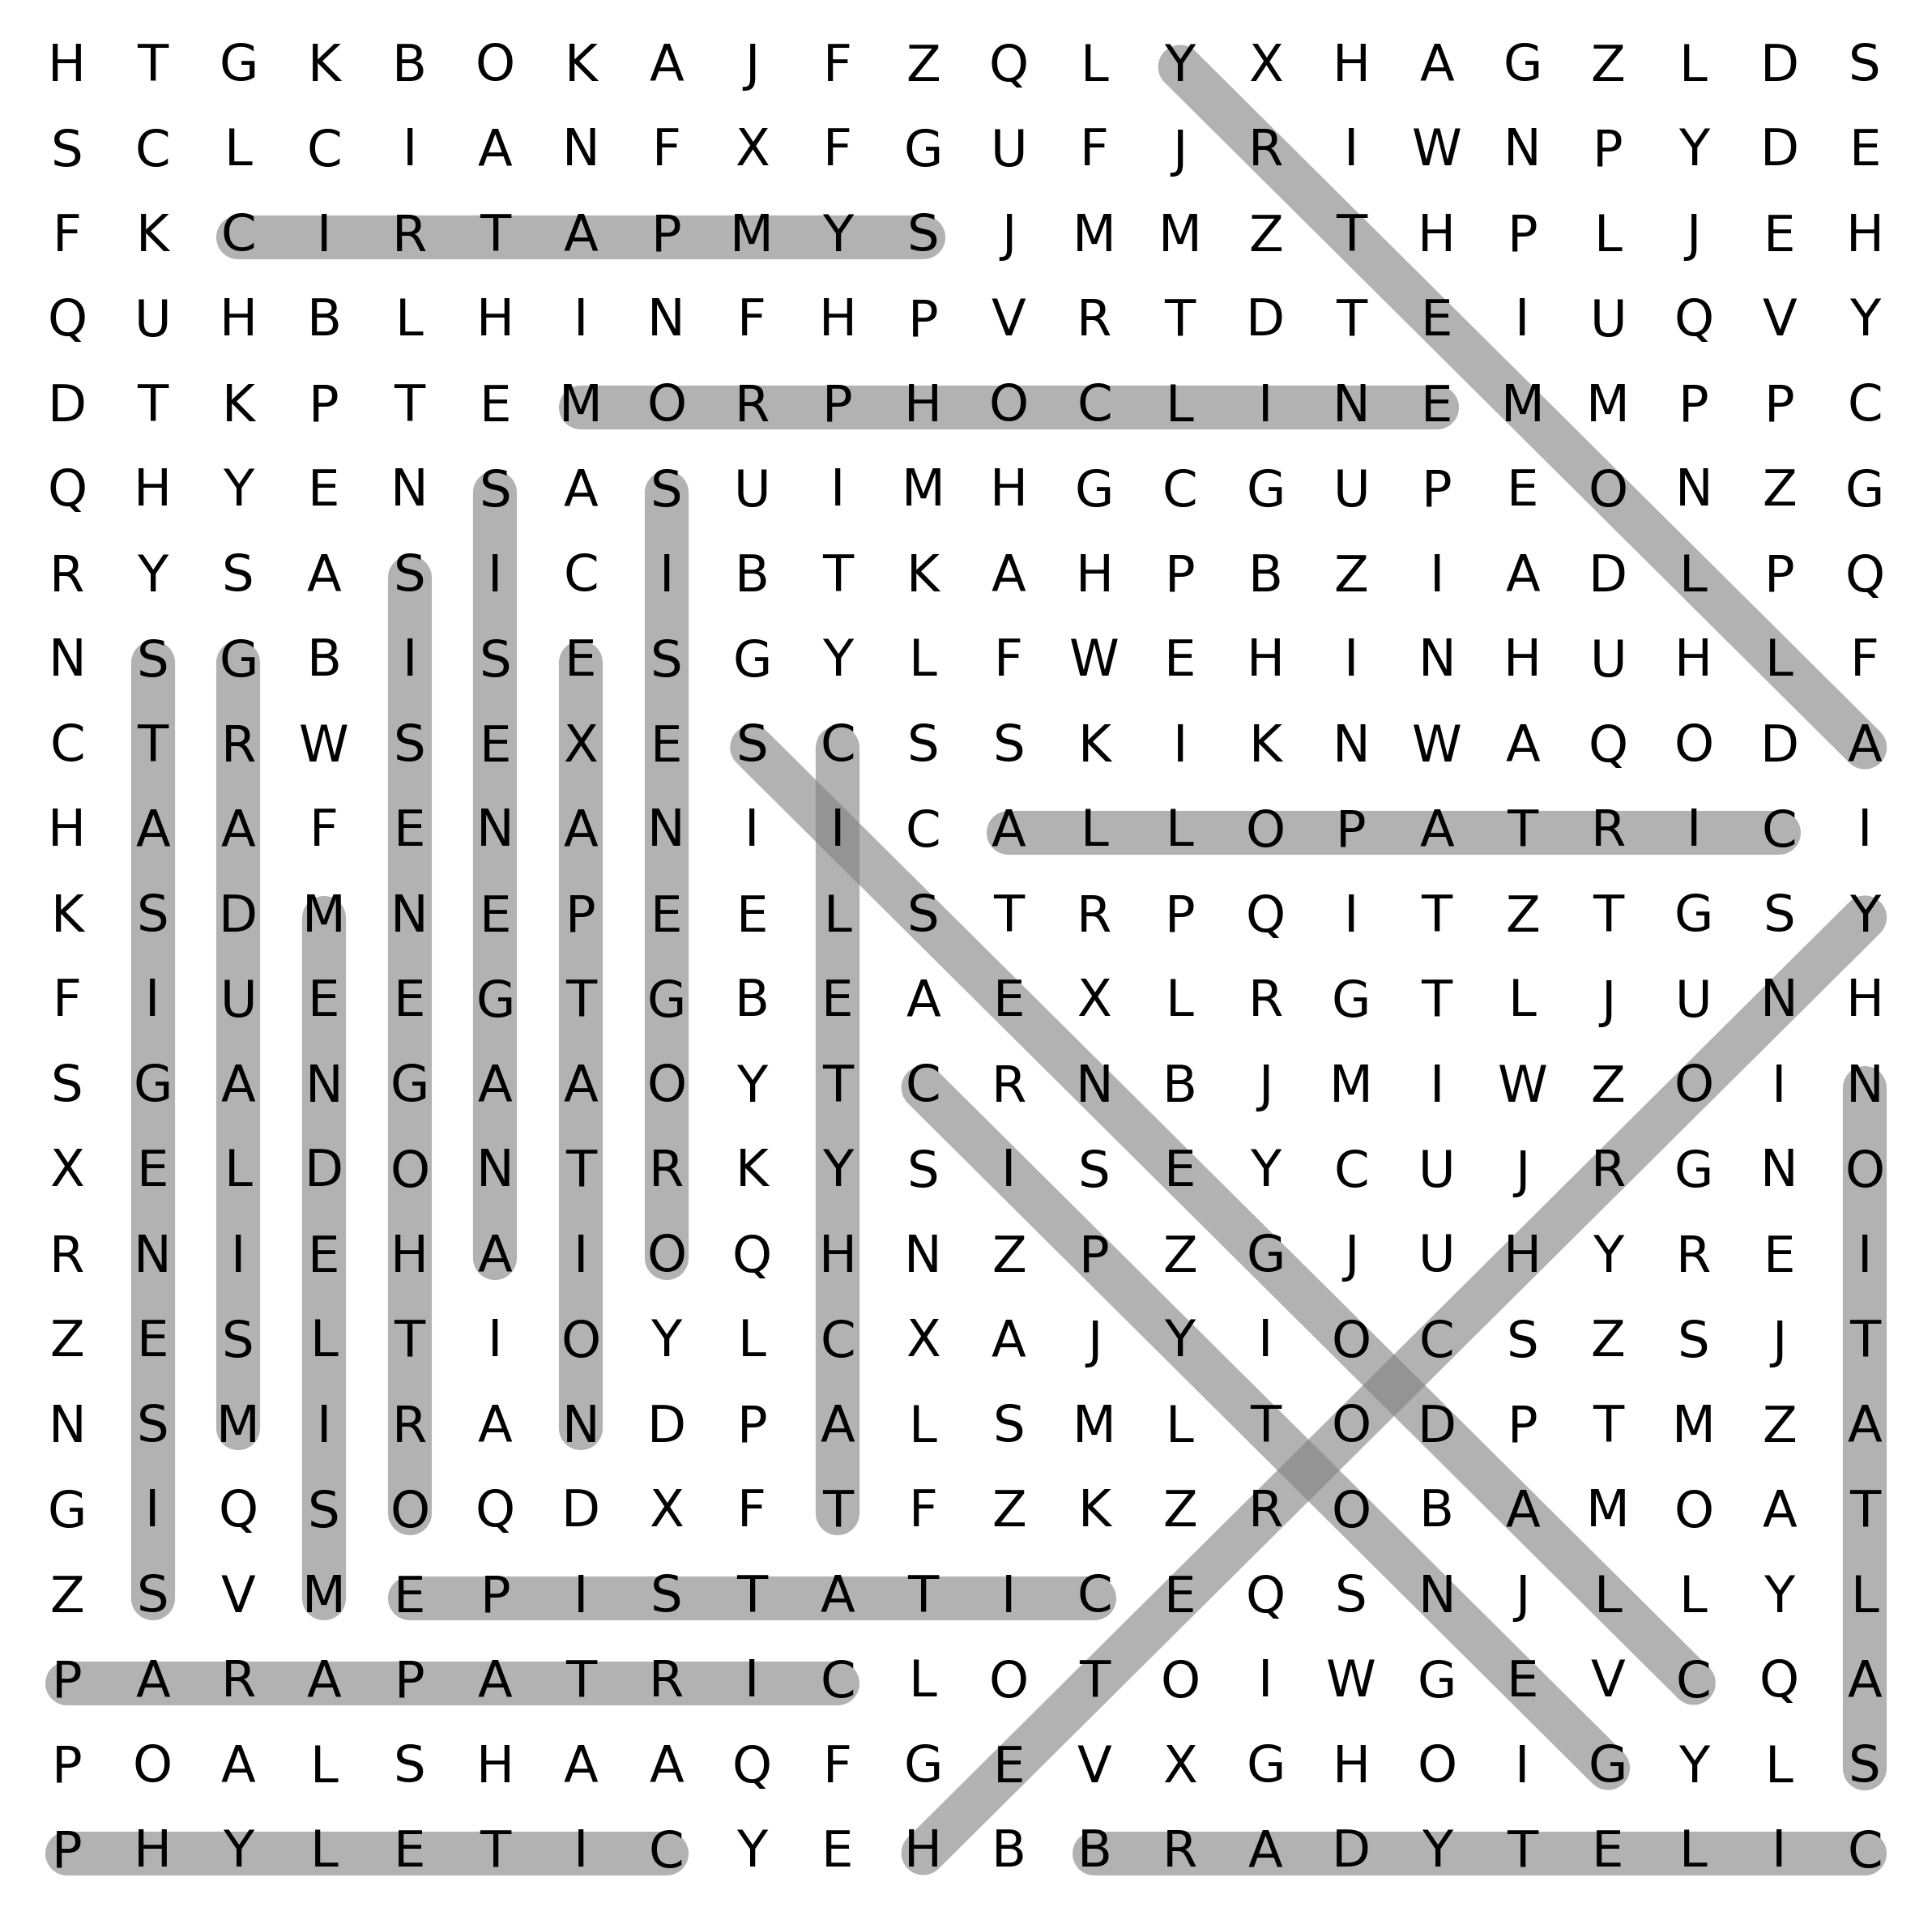 H T G K B O K A J F Z Q L Y X H A G Z L D S
S C L C I A N F X F G U F J R I W N P Y D E
F K C I R T A P M Y S J M M Z T H P L J E H
Q U H B L H I N F H P V R T D T E I U Q V Y
D T K P T E M O R P H O C L I N E M M P P C
Q H Y E N S A S U I M H G C G U P E O N Z G
R Y S A S I C I B T K A H P B Z I A D L P Q
N S G B I S E S G Y L F W E H I N H U H L F
C T R W S E X E S C S S K I K N W A Q O D A
H A A F E N A N I I C A L L O P A T R I C I
K S D M N E P E E L S T R P Q I T Z T G S Y
F I U E E G T G B E A E X L R G T L J U N H
S G A N G A A O Y T C R N B J M I W Z O I N
X E L D O N T R K Y S I S E Y C U J R G N O
R N I E H A I O Q H N Z P Z G J U H Y R E I
Z E S L T I O Y L C X A J Y I O C S Z S J T
N S M I R A N D P A L S M L T O D P T M Z A
G I Q S O Q D X F T F Z K Z R O B A M O A T
Z S V M E P I S T A T I C E Q S N J L L Y L
P A R A P A T R I C L O T O I W G E V C Q A
P O A L S H A A Q F G E V X G H O I G Y L S
P H Y L E T I C Y E H B B R A D Y T E L I C